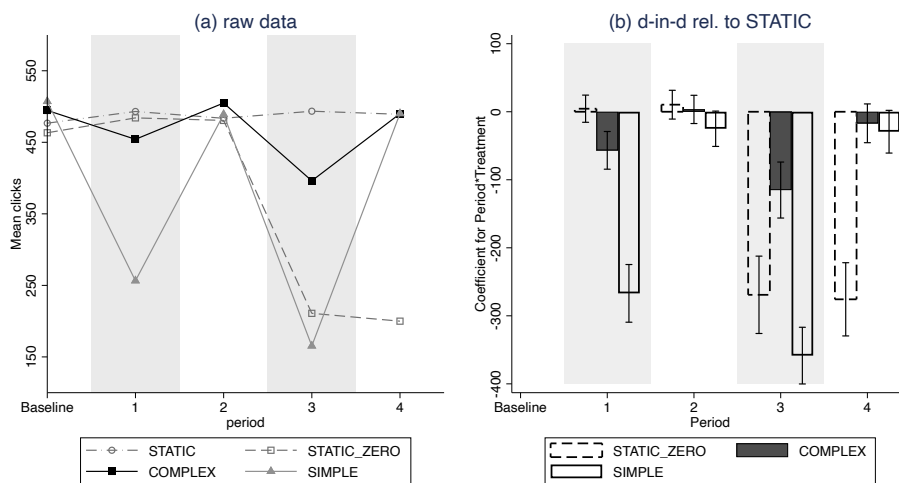 (a) raw data
Mean clicks
550
450
350
250
150
Baseline 1 2 3 4
period
STATIC STATIC_ZERO
COMPLEX SIMPLE
(b) d-in-d rel. to STATIC
Coefficient for Period*Treatment
100
0
-100
-200
-300
-400
Baseline 1 2 3 4
Period
STATIC_ZERO COMPLEX
SIMPLE